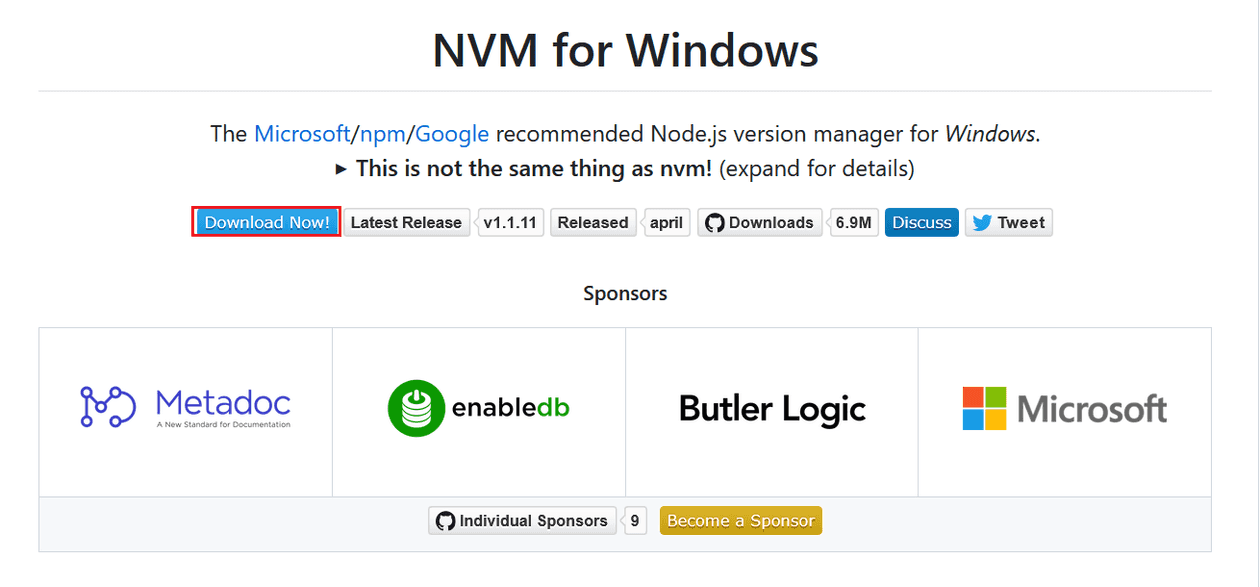 NVM for Windows
The Microsoft/npm/Google recommended Node.js version manager for Windows.
► This is not the same thing as nvm! (expand for details)
Download Now! Latest Release v1.1.11 Released april Downloads 6.9M Discuss Tweet
Sponsors
Metadoc
A New Standard for Documentation
enabledb
Butler Logic
Microsoft
Individual Sponsors 9 Become a Sponsor